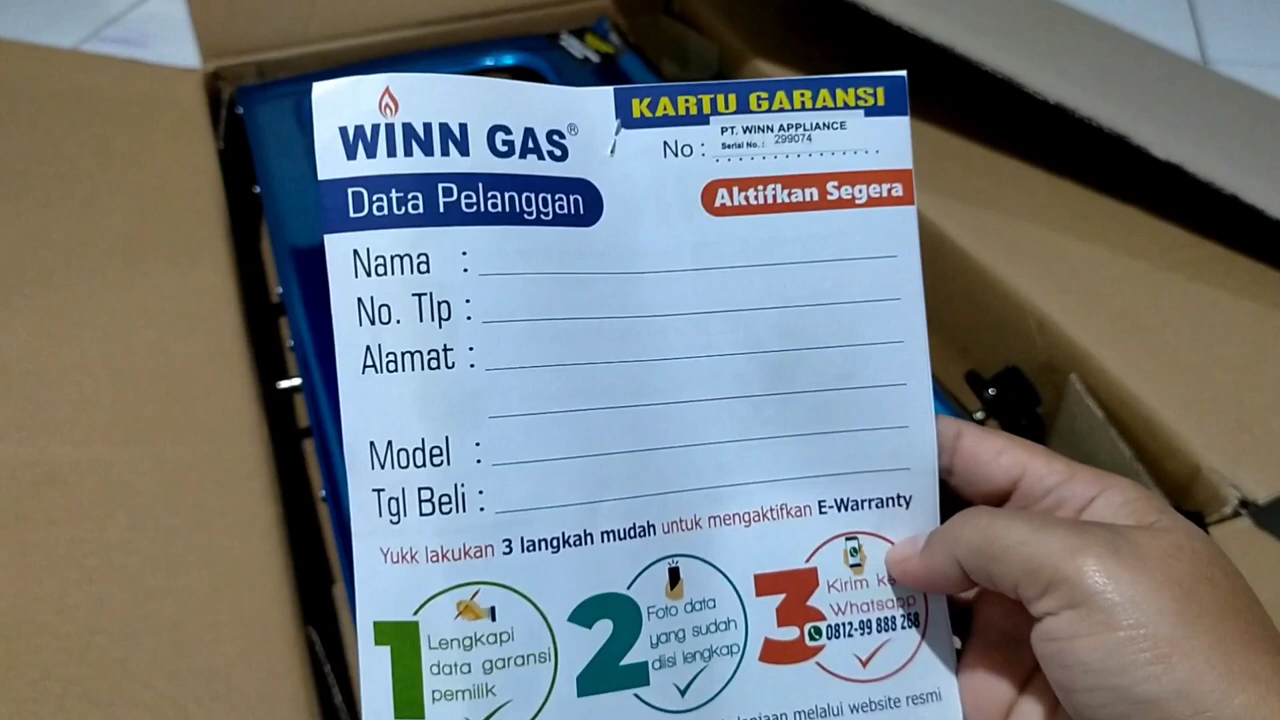 WINN GAS®
KARTU GARANSI
No :
PT. WINN APPLIANCE
Serial No. : 299074
Data Pelanggan
Aktifkan Segera
Nama :
No. Tlp :
Alamat :
Model :
Tgl Beli :
Yukk lakukan 3 langkah mudah untuk mengaktifkan E-Warranty
1
Lengkapi
data garansi
pemilik
2
Foto data
yang sudah
diisi lengkap
3
Kirim ke
Whatsapp
0812-99 888 268
melalui website resmi